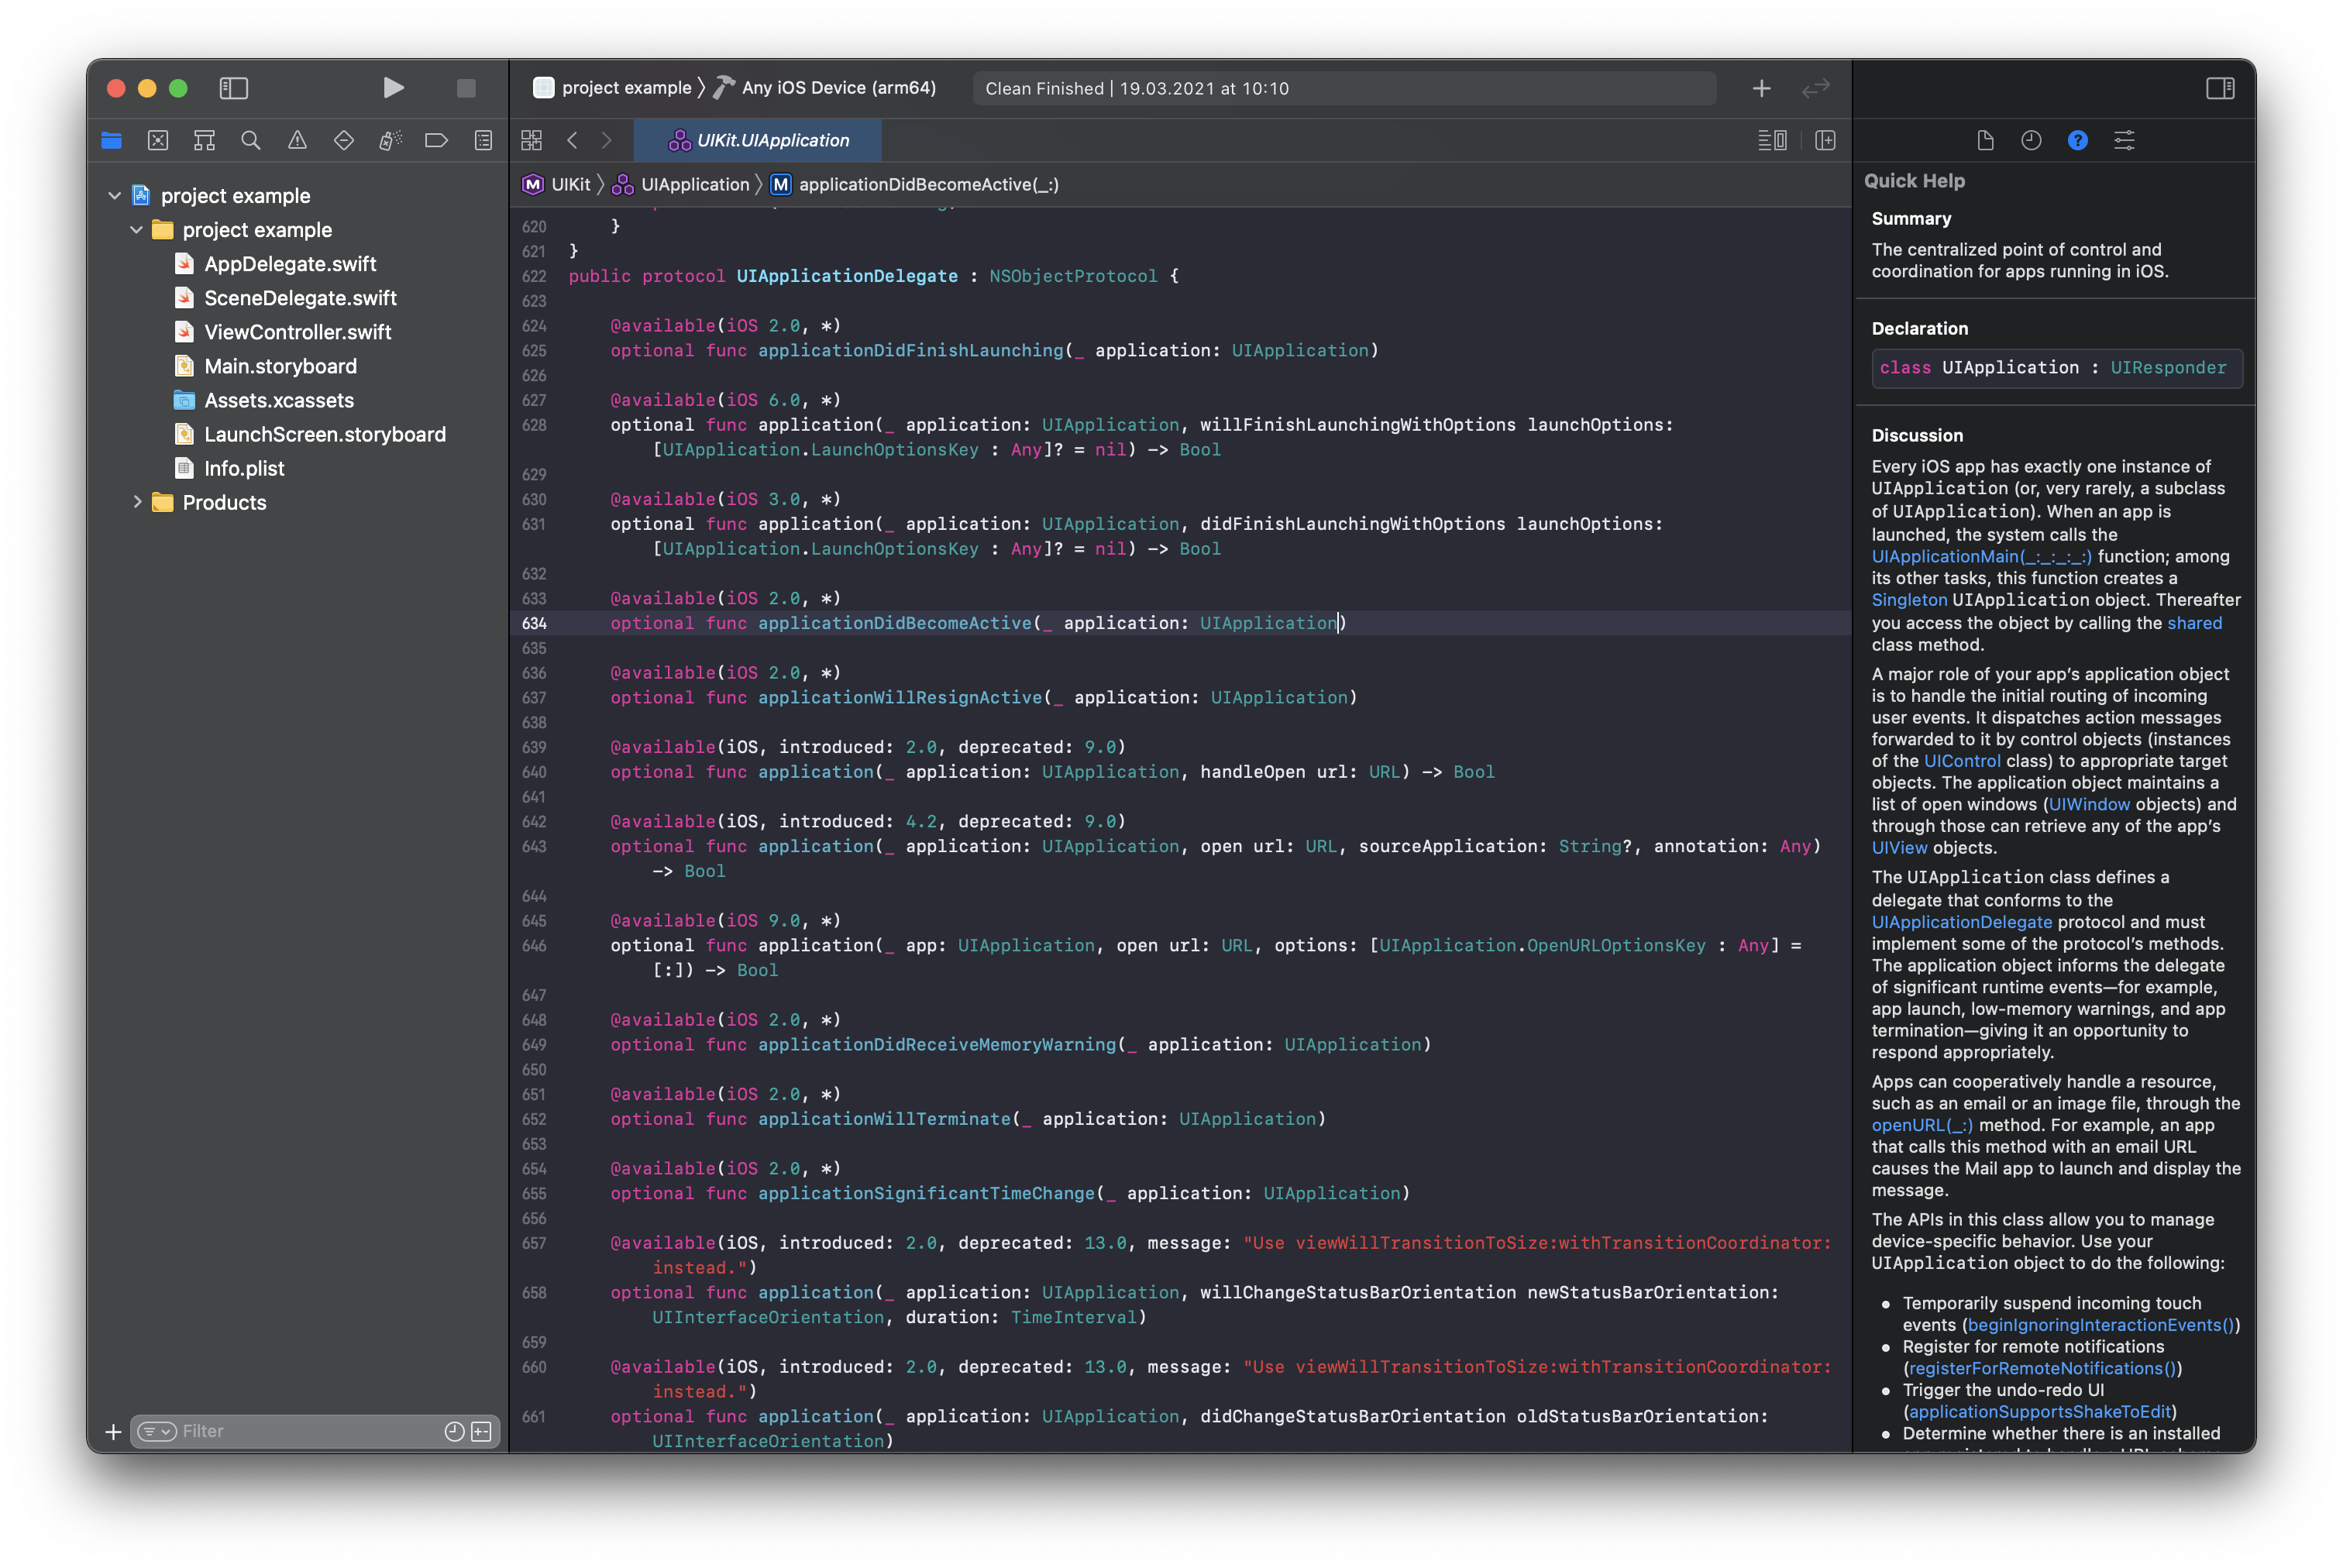 project example
Any iOS Device (arm64)
Clean Finished | 19.03.2021 at 10:10
UIKit.UIApplication
UIKit
UIApplication
M applicationDidBecomeActive(_:)
project example
project example
AppDelegate.swift
SceneDelegate.swift
ViewController.swift
Main.storyboard
Assets.xcassets
LaunchScreen.storyboard
Info.plist
Products
Filter
620 }
621 }
622 public protocol UIApplicationDelegate : NSObjectProtocol {
623
624 @available(iOS 2.0, *)
625 optional func applicationDidFinishLaunching(_ application: UIApplication)
626
627 @available(iOS 6.0, *)
628 optional func application(_ application: UIApplication, willFinishLaunchingWithOptions launchOptions:
[UIApplication.LaunchOptionsKey : Any]? = nil) -> Bool
629
630 @available(iOS 3.0, *)
631 optional func application(_ application: UIApplication, didFinishLaunchingWithOptions launchOptions:
[UIApplication.LaunchOptionsKey : Any]? = nil) -> Bool
632
633 @available(iOS 2.0, *)
634 optional func applicationDidBecomeActive(_ application: UIApplication)
635
636 @available(iOS 2.0, *)
637 optional func applicationWillResignActive(_ application: UIApplication)
638
639 @available(iOS, introduced: 2.0, deprecated: 9.0)
640 optional func application(_ application: UIApplication, handleOpen url: URL) -> Bool
641
642 @available(iOS, introduced: 4.2, deprecated: 9.0)
643 optional func application(_ application: UIApplication, open url: URL, sourceApplication: String?, annotation: Any)
-> Bool
644
645 @available(iOS 9.0, *)
646 optional func application(_ app: UIApplication, open url: URL, options: [UIApplication.OpenURLOptionsKey : Any] =
[:]) -> Bool
647
648 @available(iOS 2.0, *)
649 optional func applicationDidReceiveMemoryWarning(_ application: UIApplication)
650
651 @available(iOS 2.0, *)
652 optional func applicationWillTerminate(_ application: UIApplication)
653
654 @available(iOS 2.0, *)
655 optional func applicationSignificantTimeChange(_ application: UIApplication)
656
657 @available(iOS, introduced: 2.0, deprecated: 13.0, message: "Use viewWillTransitionToSize:withTransitionCoordinator:
instead.")
658 optional func application(_ application: UIApplication, willChangeStatusBarOrientation newStatusBarOrientation:
UIInterfaceOrientation, duration: TimeInterval)
659
660 @available(iOS, introduced: 2.0, deprecated: 13.0, message: "Use viewWillTransitionToSize:withTransitionCoordinator:
instead.")
661 optional func application(_ application: UIApplication, didChangeStatusBarOrientation oldStatusBarOrientation:
UIInterfaceOrientation)
Quick Help
Summary
The centralized point of control and
coordination for apps running in iOS.
Declaration
class UIApplication : UIResponder
Discussion
Every iOS app has exactly one instance of
UIApplication (or, very rarely, a subclass
of UIApplication). When an app is
launched, the system calls the
UIApplicationMain(_:_:_:_:) function; among
its other tasks, this function creates a
Singleton UIApplication object. Thereafter
you access the object by calling the shared
class method.
A major role of your app’s application object
is to handle the initial routing of incoming
user events. It dispatches action messages
forwarded to it by control objects (instances
of the UIControl class) to appropriate target
objects. The application object maintains a
list of open windows (UIWindow objects) and
through those can retrieve any of the app’s
UIView objects.
The UIApplication class defines a
delegate that conforms to the
UIApplicationDelegate protocol and must
implement some of the protocol’s methods.
The application object informs the delegate
of significant runtime events—for example,
app launch, low-memory warnings, and app
termination—giving it an opportunity to
respond appropriately.
Apps can cooperatively handle a resource,
such as an email or an image file, through the
openURL(_:) method. For example, an app
that calls this method with an email URL
causes the Mail app to launch and display the
message.
The APIs in this class allow you to manage
device-specific behavior. Use your
UIApplication object to do the following:
• Temporarily suspend incoming touch
events (beginIgnoringInteractionEvents())
• Register for remote notifications
(registerForRemoteNotifications())
• Trigger the undo-redo UI
(applicationSupportsShakeToEdit)
• Determine whether there is an installed